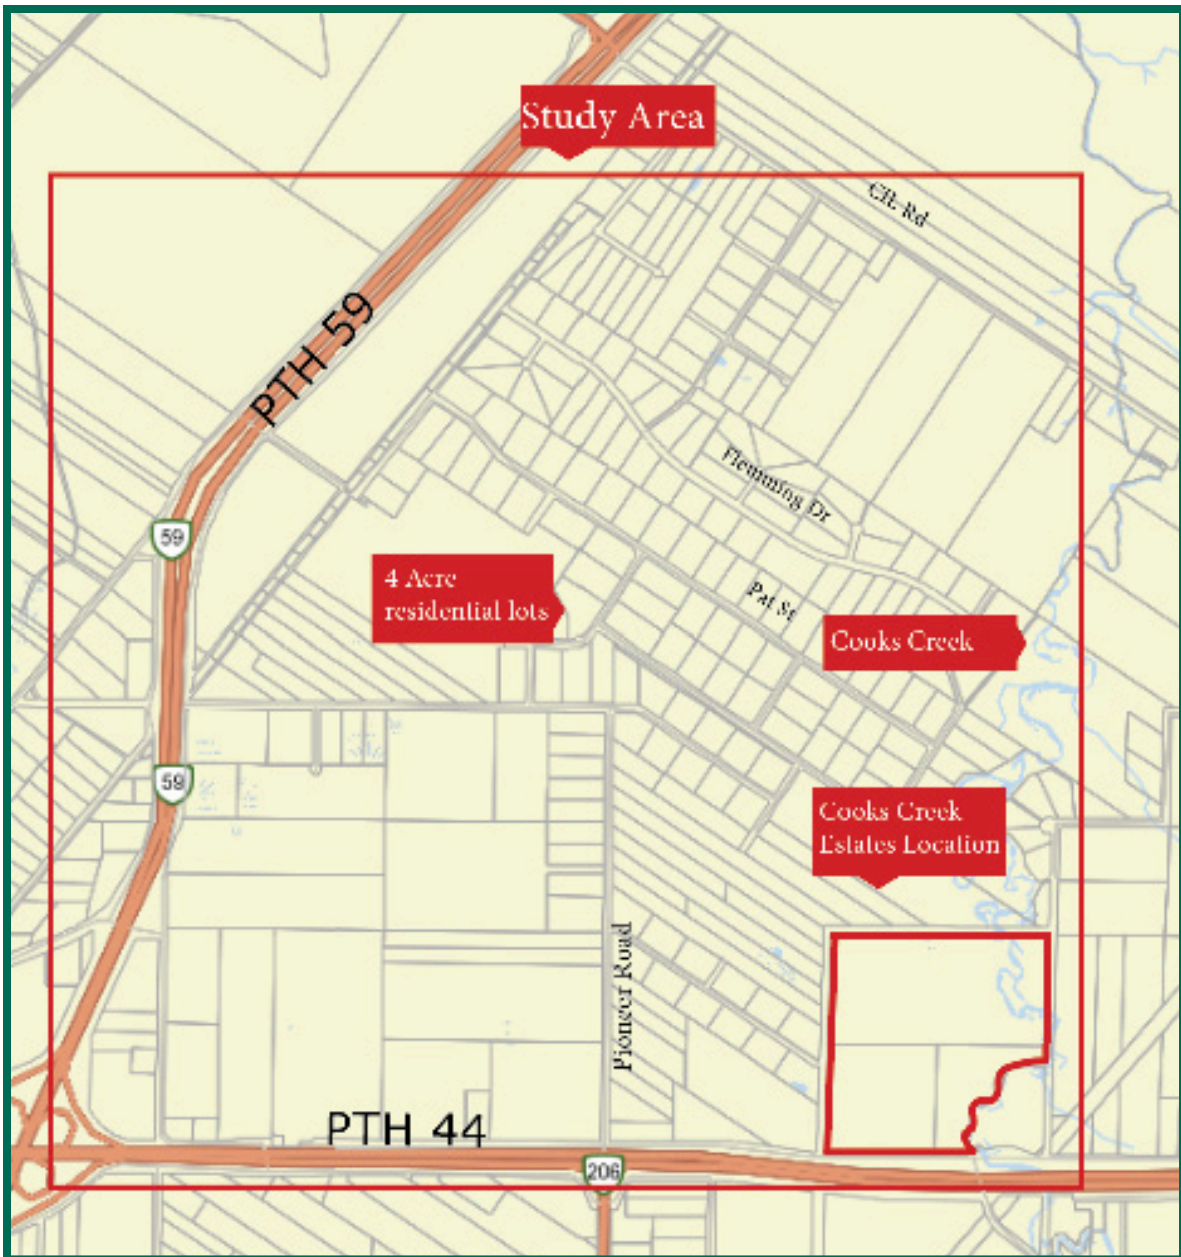 Study Area
CIL Rd
PTH 59
Flemming Dr
59
4 Acre
residential lots
Pat St
Cooks Creek
59
Cooks Creek
Estates Location
Pioneer Road
PTH 44
206